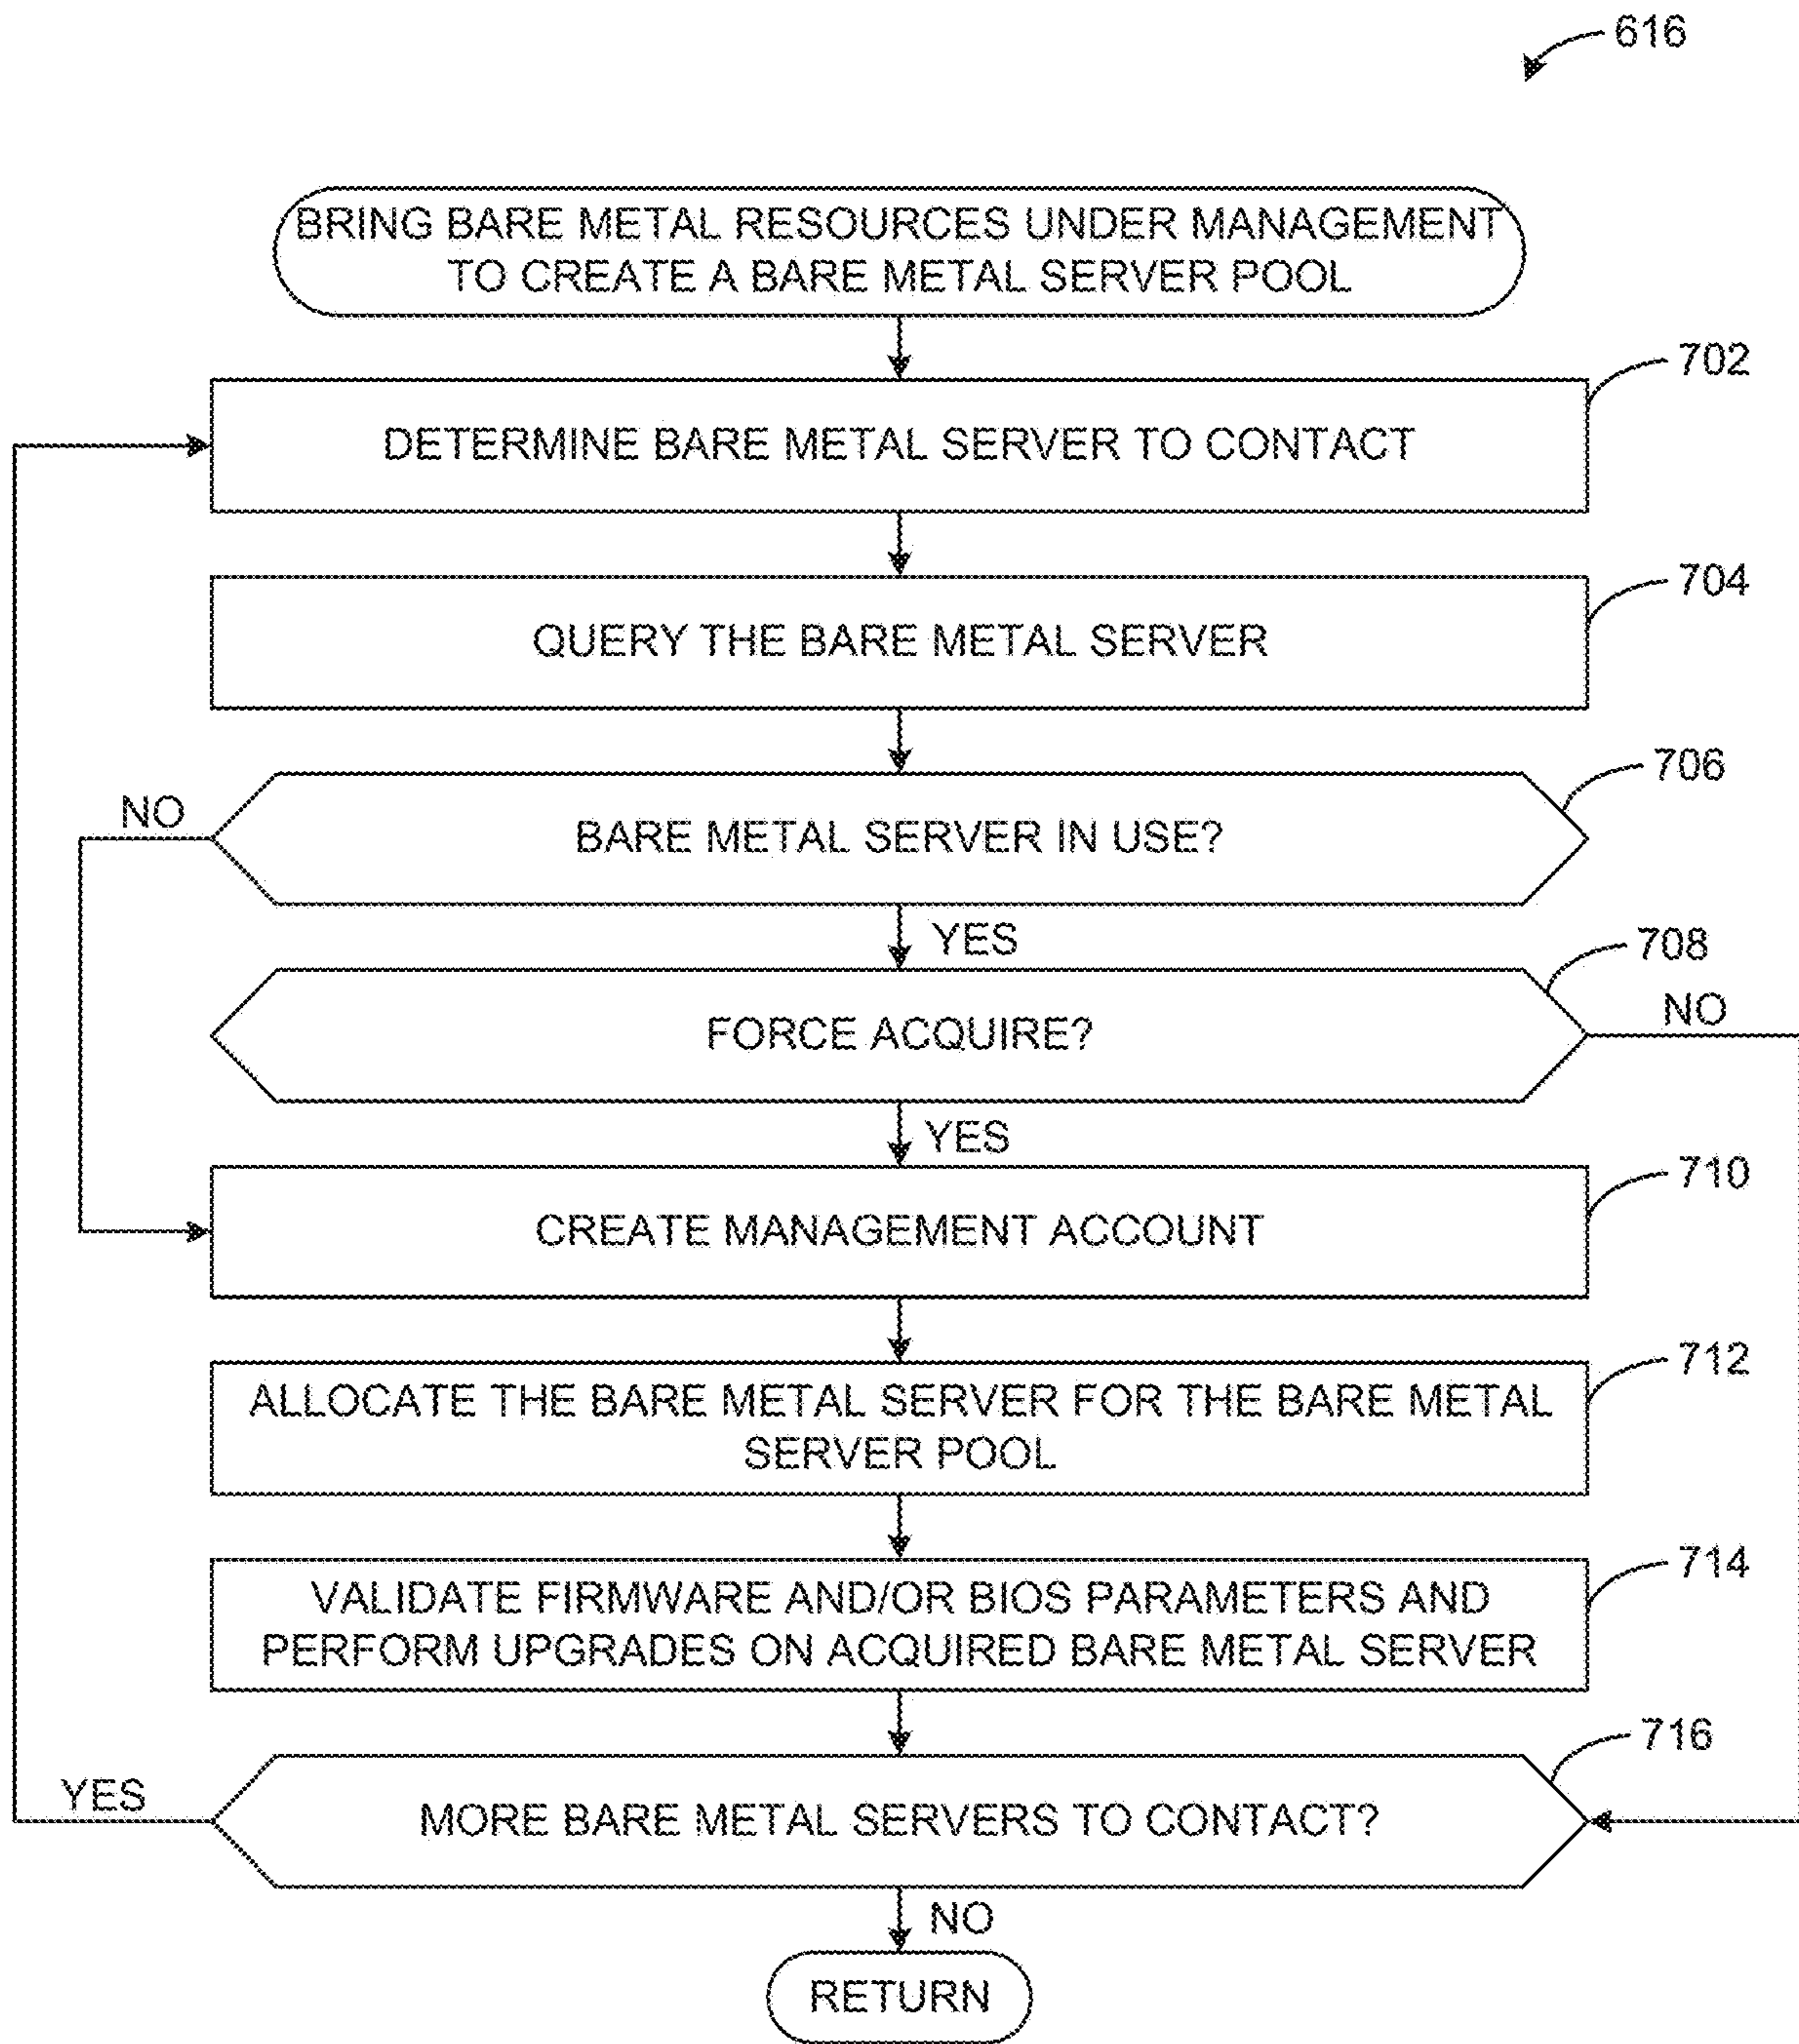 616
BRING BARE METAL RESOURCES UNDER MANAGEMENT
TO CREATE A BARE METAL SERVER POOL
702
DETERMINE BARE METAL SERVER TO CONTACT
704
QUERY THE BARE METAL SERVER
706
NO
BARE METAL SERVER IN USE?
YES
708
NO
FORCE ACQUIRE?
YES
710
CREATE MANAGEMENT ACCOUNT
712
ALLOCATE THE BARE METAL SERVER FOR THE BARE METAL
SERVER POOL
714
VALIDATE FIRMWARE AND/OR BIOS PARAMETERS AND
PERFORM UPGRADES ON ACQUIRED BARE METAL SERVER
716
YES
MORE BARE METAL SERVERS TO CONTACT?
NO
RETURN